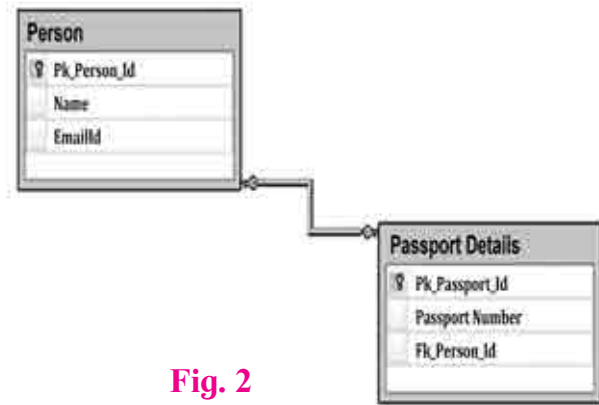 Person
Pk_Person_Id
Name
EmailId
Passport Details
Pk_Passport_Id
Passport Number
Fk_Person_Id
Fig. 2